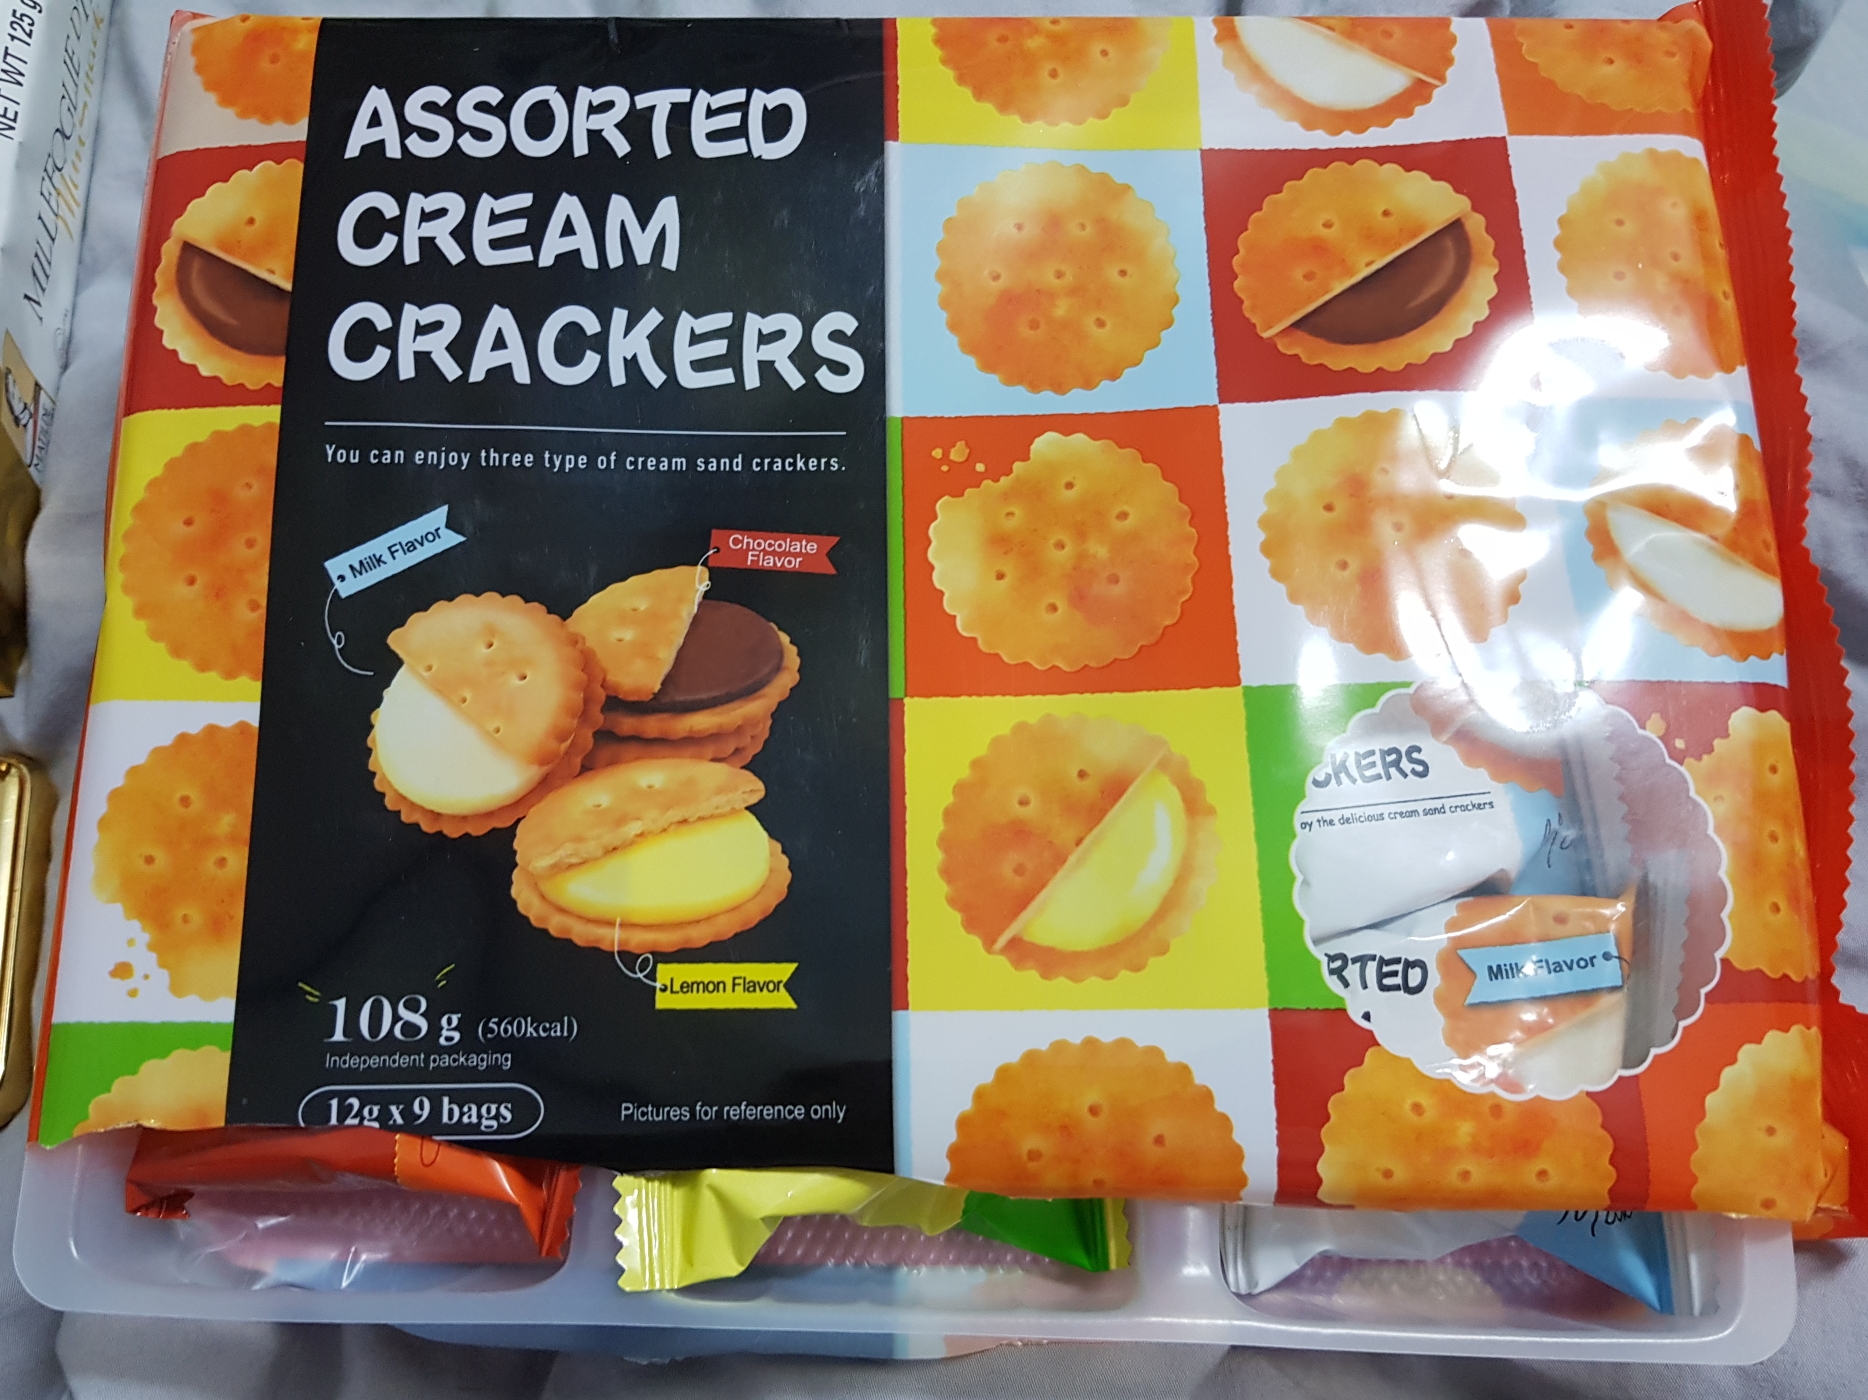 NET WT 125g
MILLEFOGLIE D'
ASSORTED
CREAM
CRACKERS
You can enjoy three type of cream sand crackers.
Milk Flavor
Chocolate
Flavor
Lemon Flavor
108 g (560kcal)
Independent packaging
12g x 9 bags
Pictures for reference only
CKERS
oy the delicious cream sand crackers
RTED
Milk Flavor